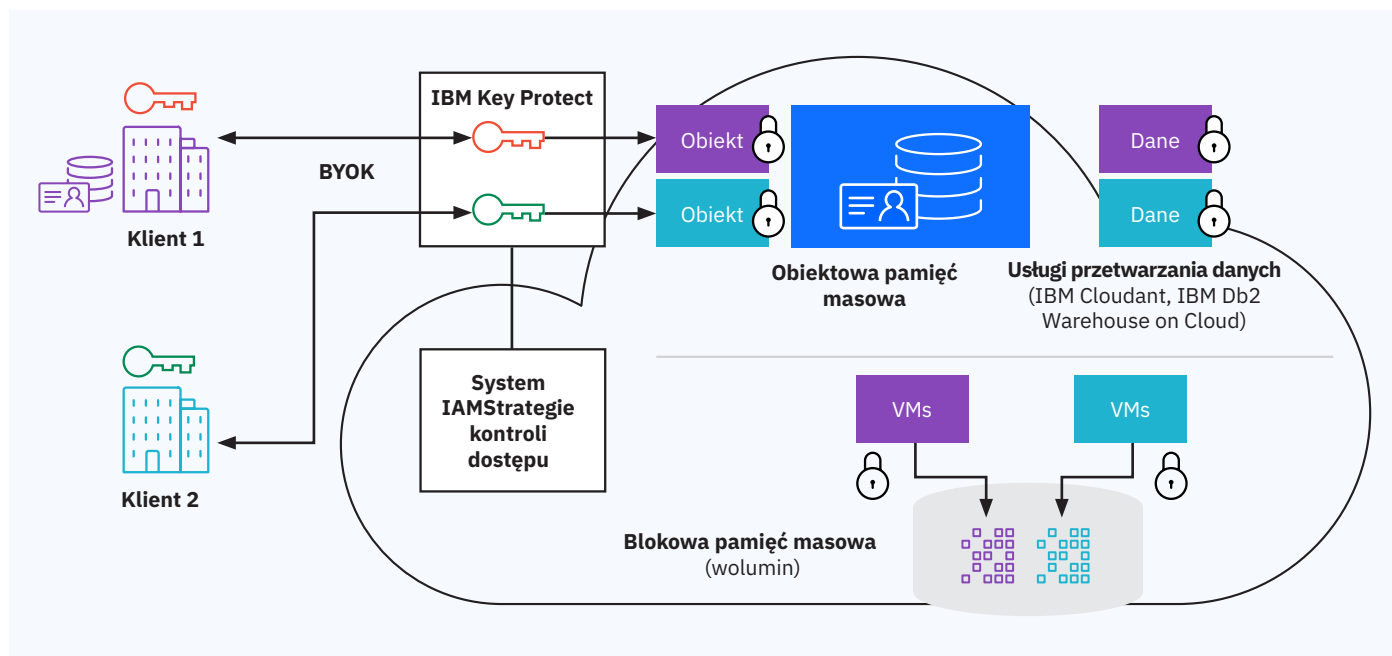 IBM Key Protect
BYOK
Klient 1
Klient 2
System
IAMStrategie
kontroli
dostępu
Obiekt
Obiekt
Obiektowa pamięć
masowa
Dane
Dane
Usługi przetwarzania danych
(IBM Cloudant, IBM Db2
Warehouse on Cloud)
VMs
VMs
Blokowa pamięć masowa
(wolumin)